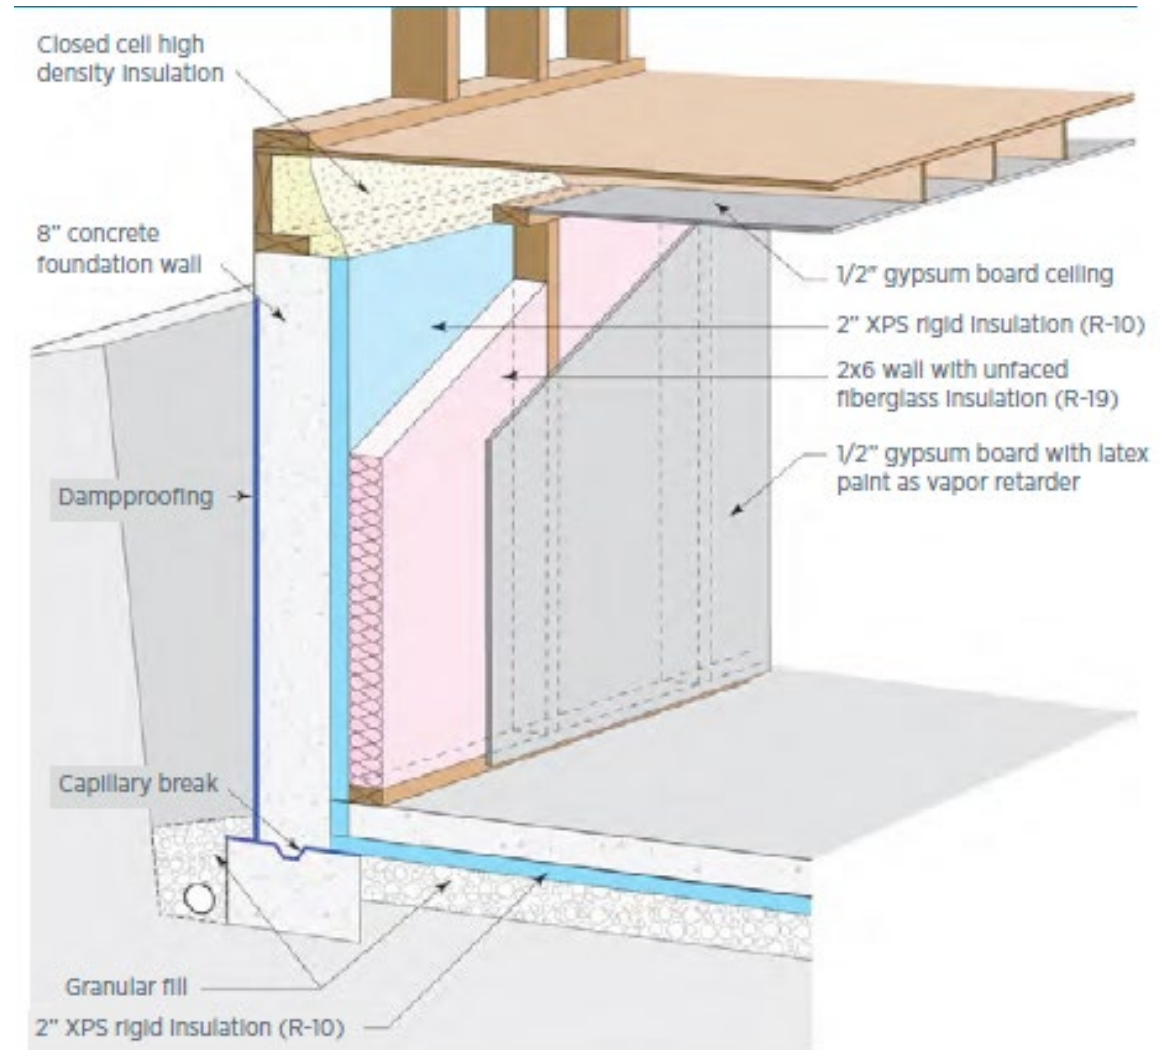 Closed cell high
density insulation
8” concrete
foundation wall
1/2” gypsum board ceiling
2” XPS rigid insulation (R-10)
2x6 wall with unfaced
fiberglass insulation (R-19)
1/2” gypsum board with latex
paint as vapor retarder
Dampproofing
Capillary break
Granular fill
2” XPS rigid insulation (R-10)